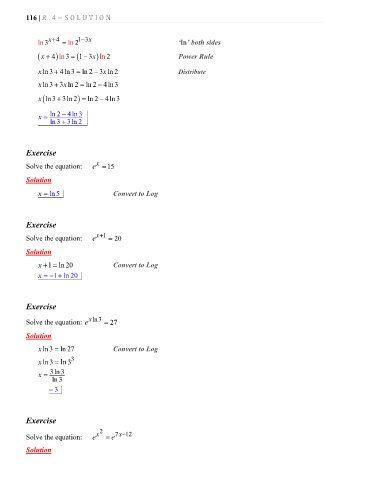 116 | R . 4 – S O L U T I O N
ln 3^(x+4) = ln 2^(1−3x) 'ln' both sides
(x + 4) ln 3 = (1 − 3x) ln 2 Power Rule
x ln 3 + 4 ln 3 = ln 2 − 3x ln 2 Distribute
x ln 3 + 3x ln 2 = ln 2 − 4 ln 3
x (ln 3 + 3 ln 2) = ln 2 − 4 ln 3
x = (ln 2 − 4 ln 3) / (ln 3 + 3 ln 2)
Exercise
Solve the equation: e^x = 15
Solution
x = ln 5 Convert to Log
Exercise
Solve the equation: e^(x+1) = 20
Solution
x + 1 = ln 20 Convert to Log
x = −1 + ln 20
Exercise
Solve the equation: e^(x ln 3) = 27
Solution
x ln 3 = ln 27 Convert to Log
x ln 3 = ln 3^3
x = (3 ln 3) / (ln 3)
= 3
Exercise
Solve the equation: e^(x^2) = e^(7x−12)
Solution